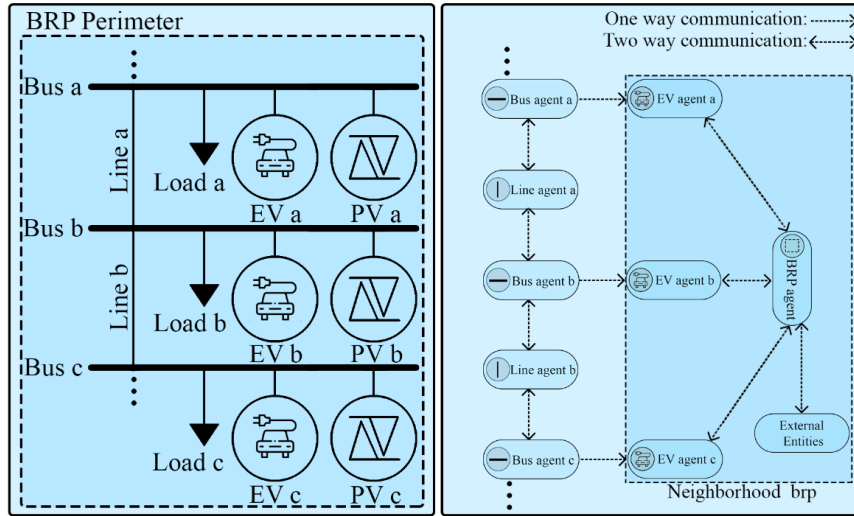 BRP Perimeter
Bus a
Line a
Load a
EV a
PV a
Bus b
Line b
Load b
EV b
PV b
Bus c
Load c
EV c
PV c
One way communication:
Two way communication:
Bus agent a
EV agent a
Line agent a
BRP agent
Bus agent b
EV agent b
Line agent b
External
Entities
Bus agent c
EV agent c
Neighborhood brp